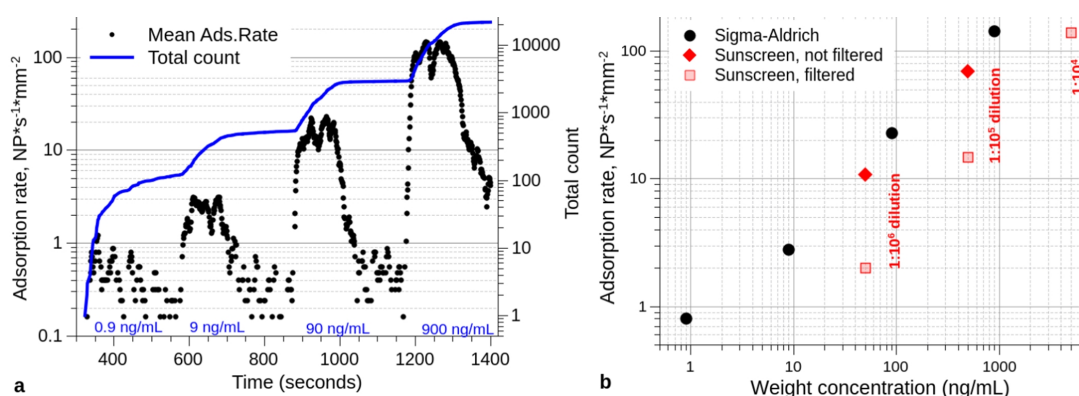 Mean Ads.Rate
Total count
100
10
1
0.1
Adsorption rate, NP*s⁻¹*mm⁻²
10000
1000
100
10
1
Total count
0.9 ng/mL
9 ng/mL
90 ng/mL
900 ng/mL
400
600
800
1000
1200
1400
Time (seconds)
a
Sigma-Aldrich
Sunscreen, not filtered
Sunscreen, filtered
100
10
1
Adsorption rate, NP*s⁻¹*mm⁻²
1:10⁶ dilution
1:10⁵ dilution
1:10⁴
1
10
100
1000
Weight concentration (ng/mL)
b